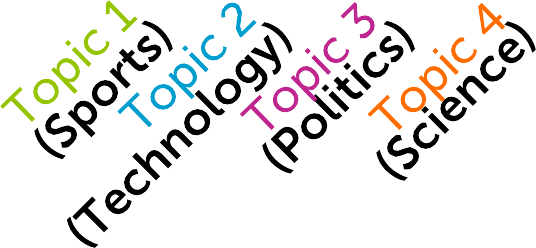 Topic 1
(Sports)
Topic 2
(Technology)
Topic 3
(Politics)
Topic 4
(Science)